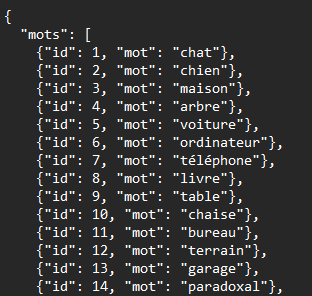 {
  "mots": [
    {"id": 1, "mot": "chat"},
    {"id": 2, "mot": "chien"},
    {"id": 3, "mot": "maison"},
    {"id": 4, "mot": "arbre"},
    {"id": 5, "mot": "voiture"},
    {"id": 6, "mot": "ordinateur"},
    {"id": 7, "mot": "téléphone"},
    {"id": 8, "mot": "livre"},
    {"id": 9, "mot": "table"},
    {"id": 10, "mot": "chaise"},
    {"id": 11, "mot": "bureau"},
    {"id": 12, "mot": "terrain"},
    {"id": 13, "mot": "garage"},
    {"id": 14, "mot": "paradoxal"},